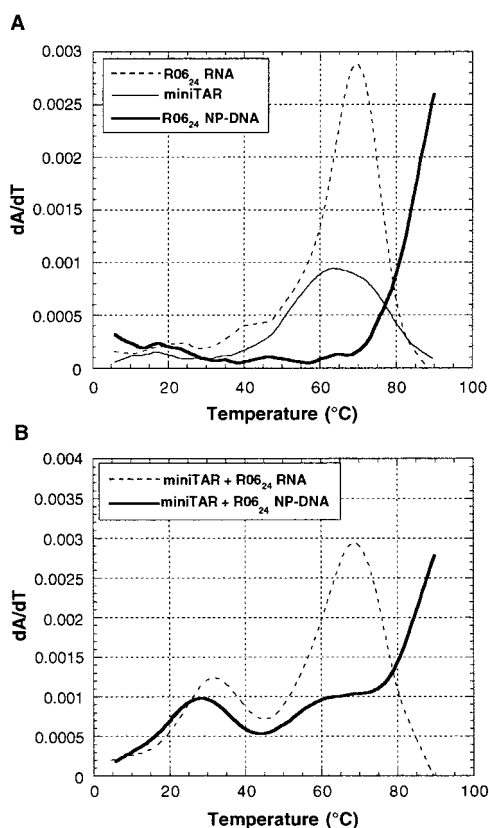 A
0.003
0.0025
0.002
0.0015
0.001
0.0005
0
dA/dT
R06₂₄ RNA
miniTAR
R06₂₄ NP-DNA
0 20 40 60 80 100
Temperature (°C)
B
0.004
0.0035
0.003
0.0025
0.002
0.0015
0.001
0.0005
0
dA/dT
miniTAR + R06₂₄ RNA
miniTAR + R06₂₄ NP-DNA
0 20 40 60 80 100
Temperature (°C)